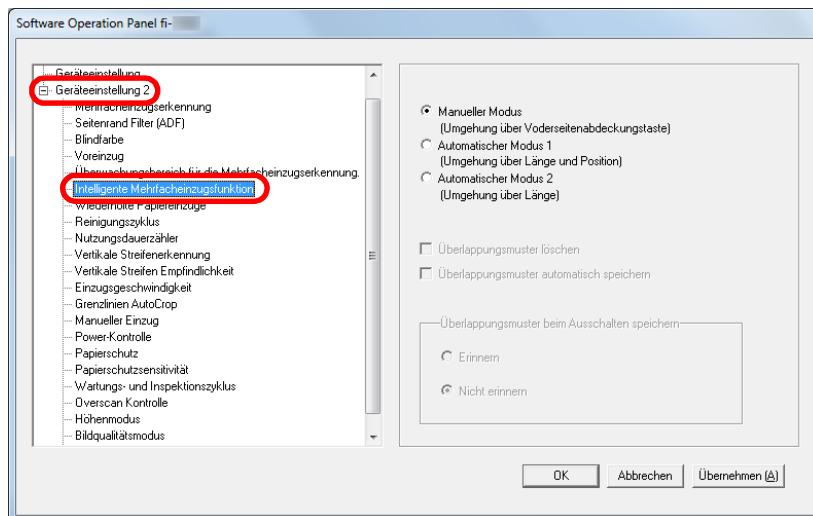 Software Operation Panel fi-
Geräteeinstellung
Geräteeinstellung 2
Mehrfacheinzugserkennung
Seitenrand Filter (ADF)
Blindfarbe
Voreinzug
Überwachungsbereich für die Mehrfacheinzugserkennung.
Intelligente Mehrfacheinzugsfunktion
Wiederholte Papiereinzüge
Reinigungszyklus
Nutzungsdauerzähler
Vertikale Streifenerkennung
Vertikale Streifen Empfindlichkeit
Einzugsgeschwindigkeit
Grenzlinien AutoCrop
Manueller Einzug
Power-Kontrolle
Papierschutz
Papierschutzsensitivität
Wartungs- und Inspektionszyklus
Overscan Kontrolle
Höhenmodus
Bildqualitätsmodus
Manueller Modus
(Umgehung über Voderseitenabdeckungstaste)
Automatischer Modus 1
(Umgehung über Länge und Position)
Automatischer Modus 2
(Umgehung über Länge)
Überlappungsmuster löschen
Überlappungsmuster automatisch speichern
Überlappungsmuster beim Ausschalten speichern
Erinnern
Nicht erinnern
OK
Abbrechen
Übernehmen (A)